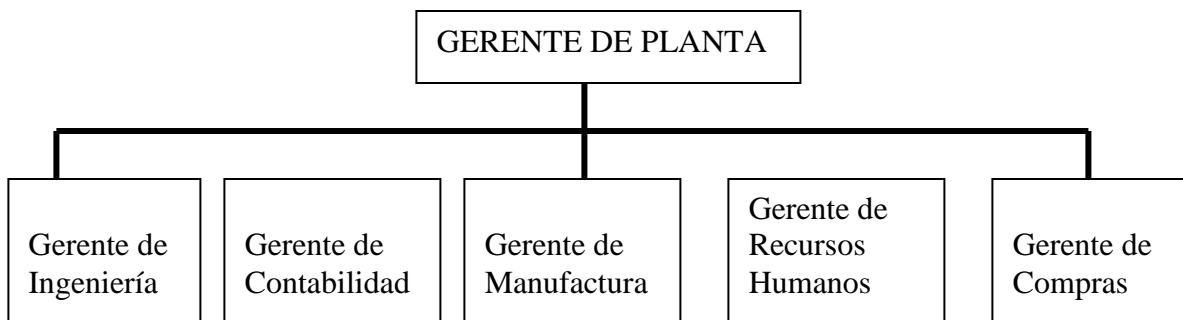 GERENTE DE PLANTA
Gerente de
Ingeniería
Gerente de
Contabilidad
Gerente de
Manufactura
Gerente de
Recursos
Humanos
Gerente de
Compras